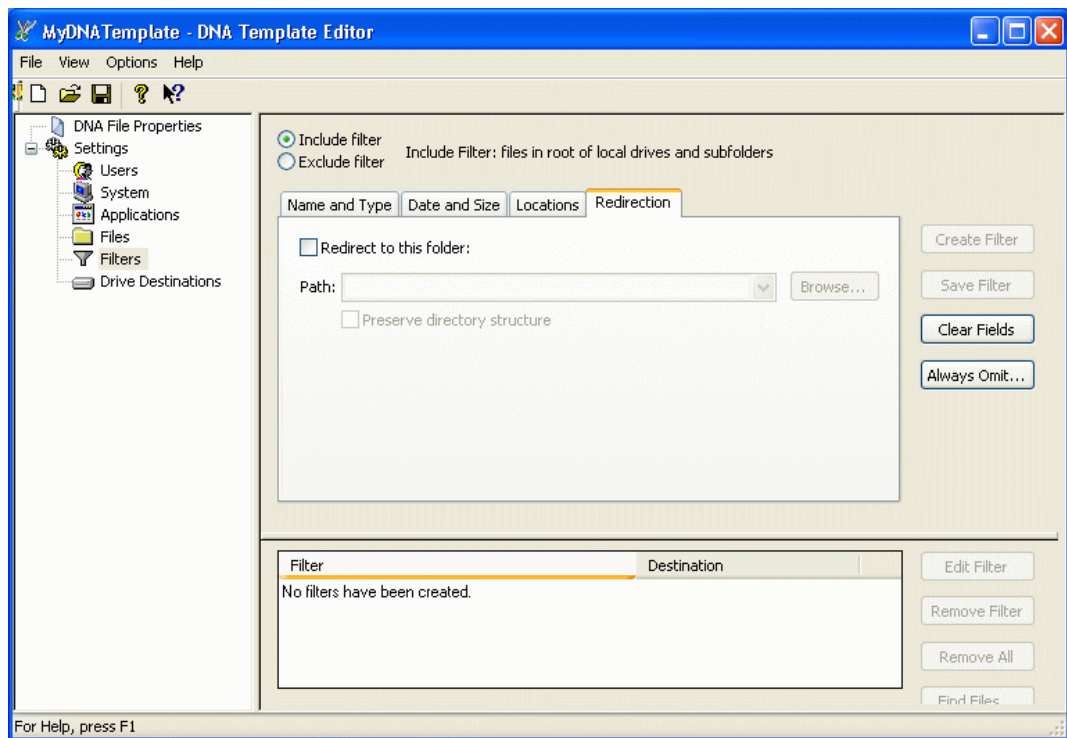 MyDNATemplate - DNA Template Editor
File View Options Help
DNA File Properties
Settings
Users
System
Applications
Files
Filters
Drive Destinations
Include filter
Exclude filter
Include Filter: files in root of local drives and subfolders
Name and Type Date and Size Locations Redirection
Redirect to this folder:
Path: Browse...
Preserve directory structure
Create Filter
Save Filter
Clear Fields
Always Omit...
Filter Destination
No filters have been created.
Edit Filter
Remove Filter
Remove All
Find Files...
For Help, press F1